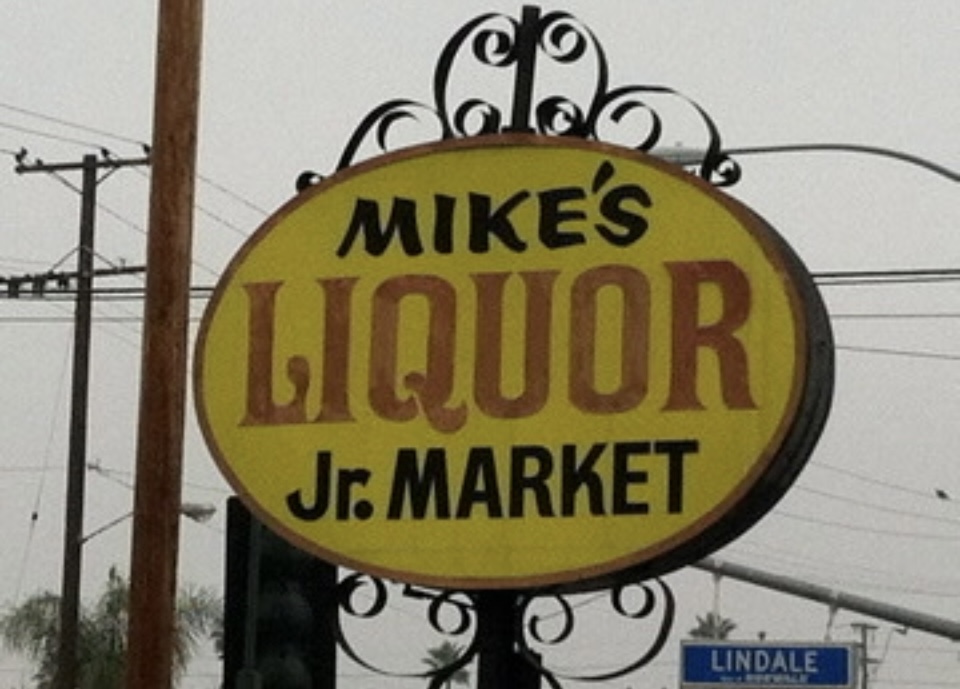 MIKE'S
LIQUOR
Jr. MARKET
LINDALE